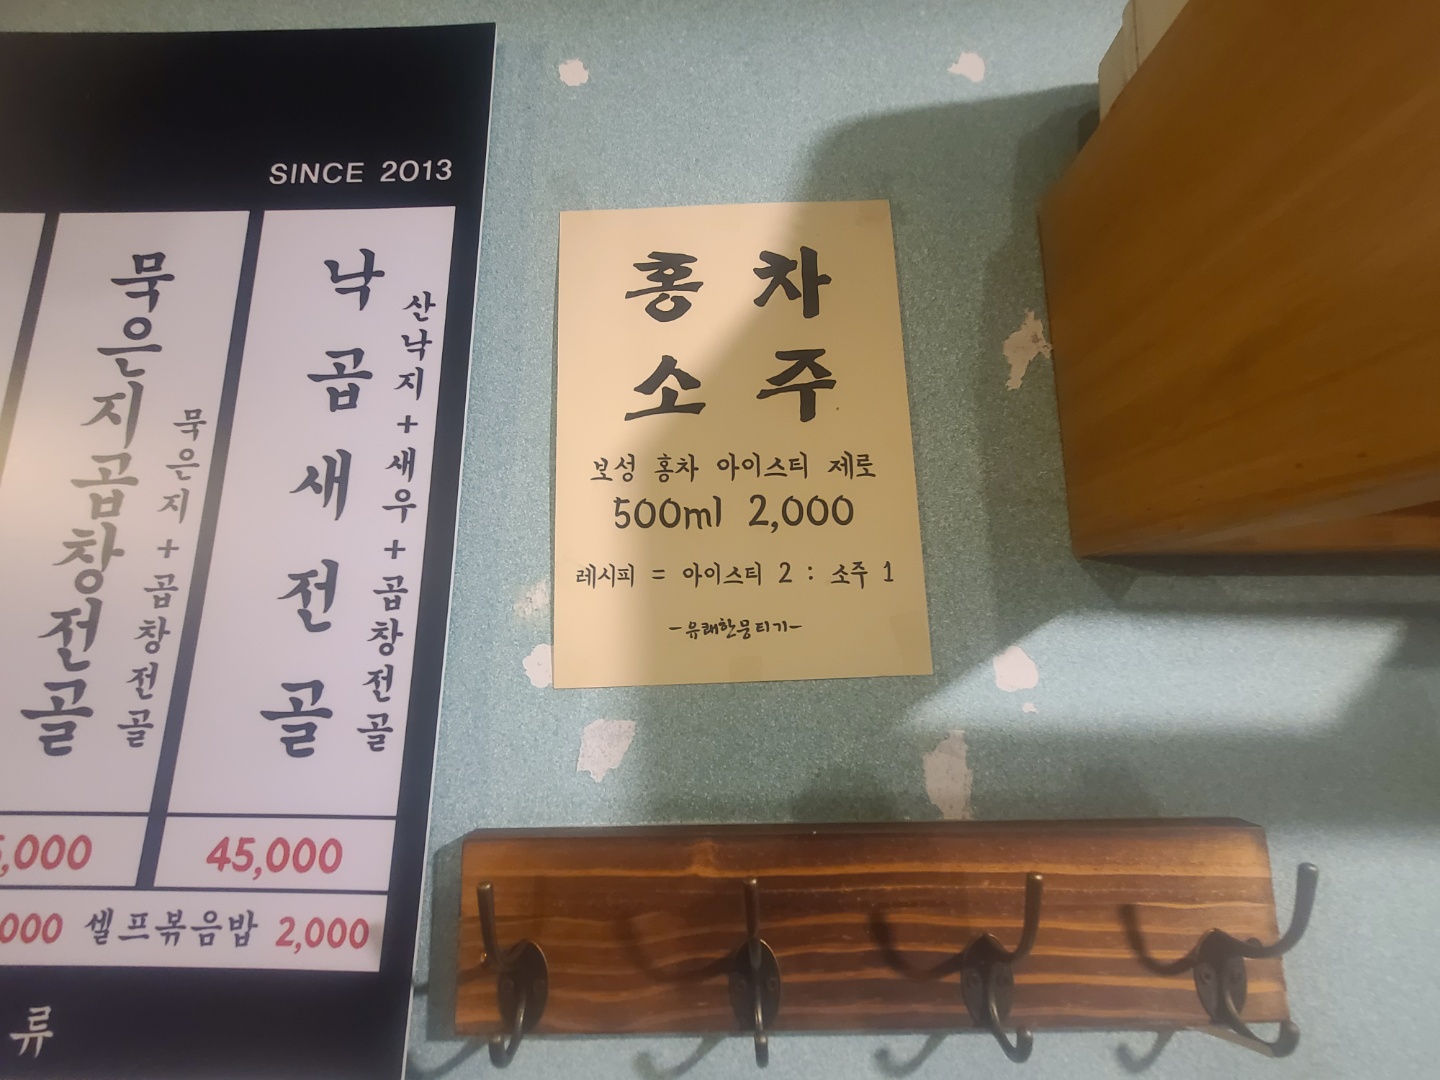 SINCE 2013
묵은지곱창전골
묵은지+곱창전골
,000
낙곱새전골
산낙지+새우+곱창전골
45,000
000 셀프볶음밥 2,000
류
홍차
소주
보성 홍차 아이스티 제로
500ml 2,000
레시피 = 아이스티 2 : 소주 1
-유쾌한뭉티기-